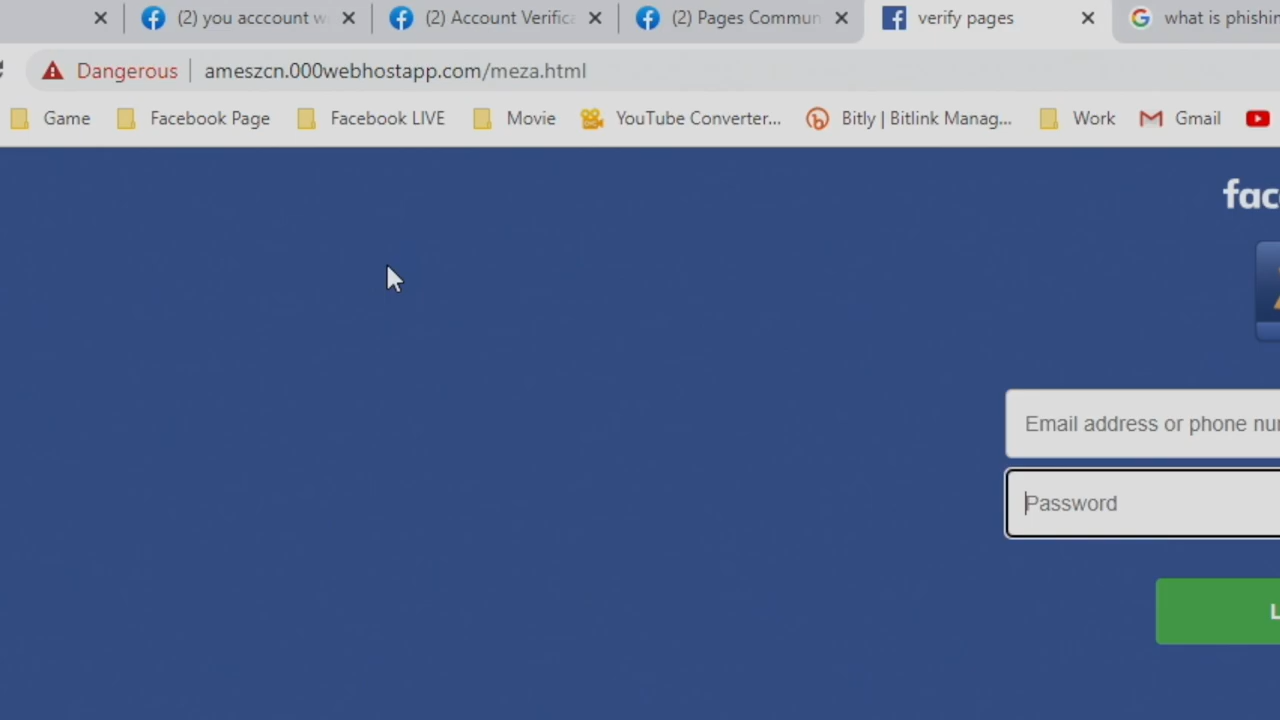 (2) you acccount w
(2) Account Verifica
(2) Pages Commun
verify pages
what is phishin
Dangerous
ameszcn.000webhostapp.com/meza.html
Game
Facebook Page
Facebook LIVE
Movie
YouTube Converter...
Bitly | Bitlink Manag...
Work
Gmail
fac
Email address or phone nu
Password
L